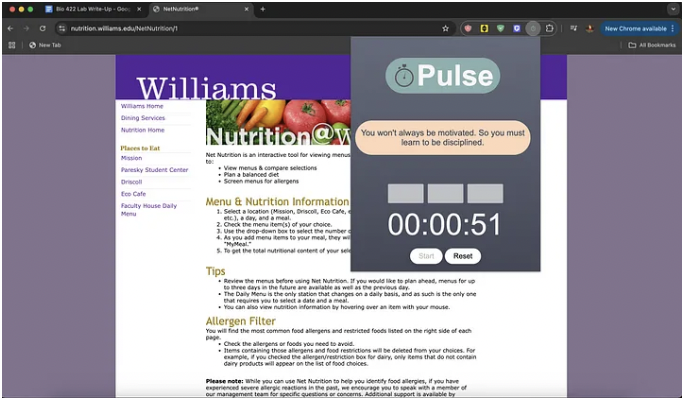 Bio 422 Lab Write-Up - Goog
NetNutrition®
nutrition.williams.edu/NetNutrition/1
New Chrome available
New Tab
All Bookmarks
Williams
Williams Home
Dining Services
Nutrition Home
Places to Eat
Mission
Paresky Student Center
Driscoll
Eco Cafe
Faculty House Daily
Menu
Nutrition@W
Net Nutrition is an interactive tool for viewing menus
to:
• View menus & compare selections
• Plan a balanced diet
• Screen menus for allergens
Menu & Nutrition Information
1. Select a location (Mission, Driscoll, Eco Cafe, e
etc.), a day, and a meal.
2. Check the menu item(s) of your choice.
3. Use the drop-down box to select the number o
4. As you add menu items to your meal, they wil
"MyMeal."
5. To get the total nutritional content of your sele
Tips
• Review the menus before using Net Nutrition. If you would like to plan ahead, menus for up
to three days in the future are available as well as the previous day.
• The Daily Menu is the only station that changes on a daily basis, and as such is the only one
that requires you to select a date and a meal.
• You can also view nutrition information by hovering over an item with your mouse.
Allergen Filter
You will find the most common food allergens and restricted foods listed on the right side of each
page.
• Check the allergens or foods you need to avoid.
• Items containing those allergens and food restrictions will be deleted from your choices. For
example, if you checked the allergen/restriction box for dairy, only items that do not contain
dairy products will appear on the list of food choices.
Please note: While you can use Net Nutrition to help you identify food allergies, if you have
experienced severe allergic reactions in the past, we encourage you to speak with a member of
our management team for specific questions or concerns. Additional support is available by
Pulse
You won't always be motivated. So you must
learn to be disciplined.
00:00:51
Start
Reset